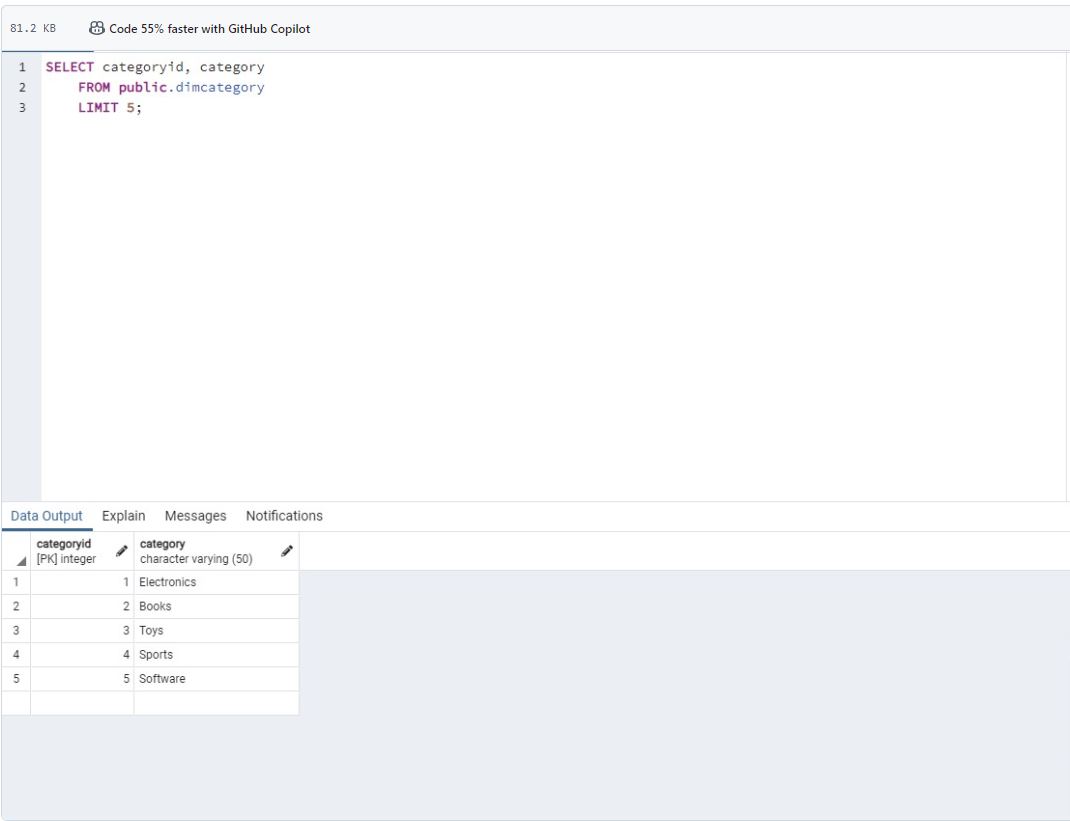 81.2 KB Code 55% faster with GitHub Copilot
1 SELECT categoryid, category
2 FROM public.dimcategory
3 LIMIT 5;
Data Output Explain Messages Notifications
categoryid category
[PK] integer character varying (50)
1 1 Electronics
2 2 Books
3 3 Toys
4 4 Sports
5 5 Software